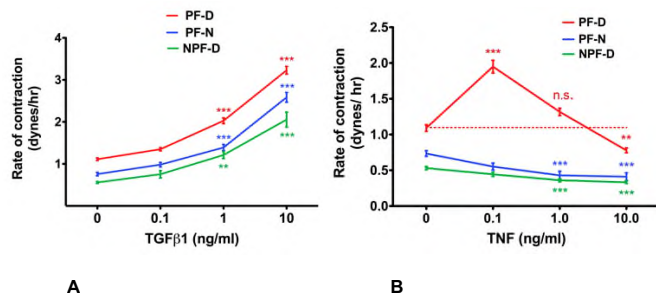 PF-D
PF-N
NPF-D
Rate of contraction
(dynes/hr)
4
3
2
1
***
***
***
***
***
**
0
0.1
1
10
TGFβ1 (ng/ml)
A
PF-D
PF-N
NPF-D
Rate of contraction
(dynes/ hr)
2.5
2.0
1.5
1.0
0.5
0.0
***
n.s.
**
***
***
***
***
0
0.1
1.0
10.0
TNF (ng/ml)
B